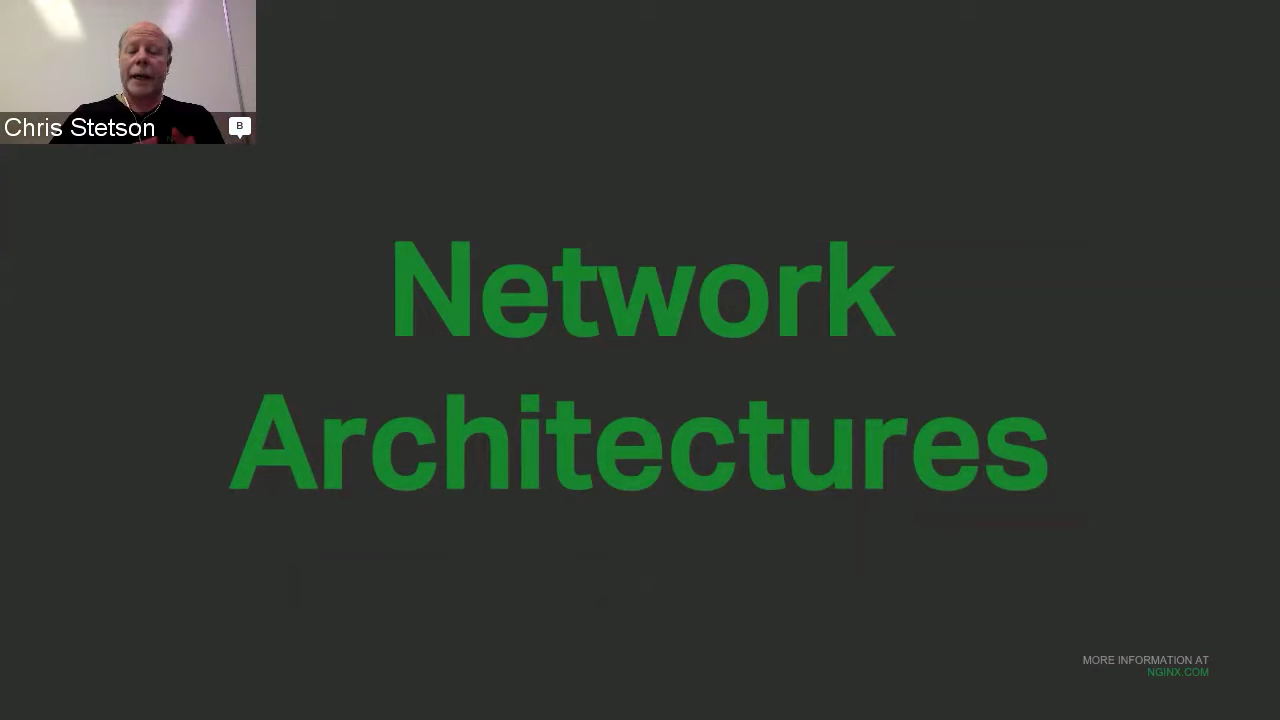 Chris Stetson
B
Network
Architectures
MORE INFORMATION AT
NGINX.COM